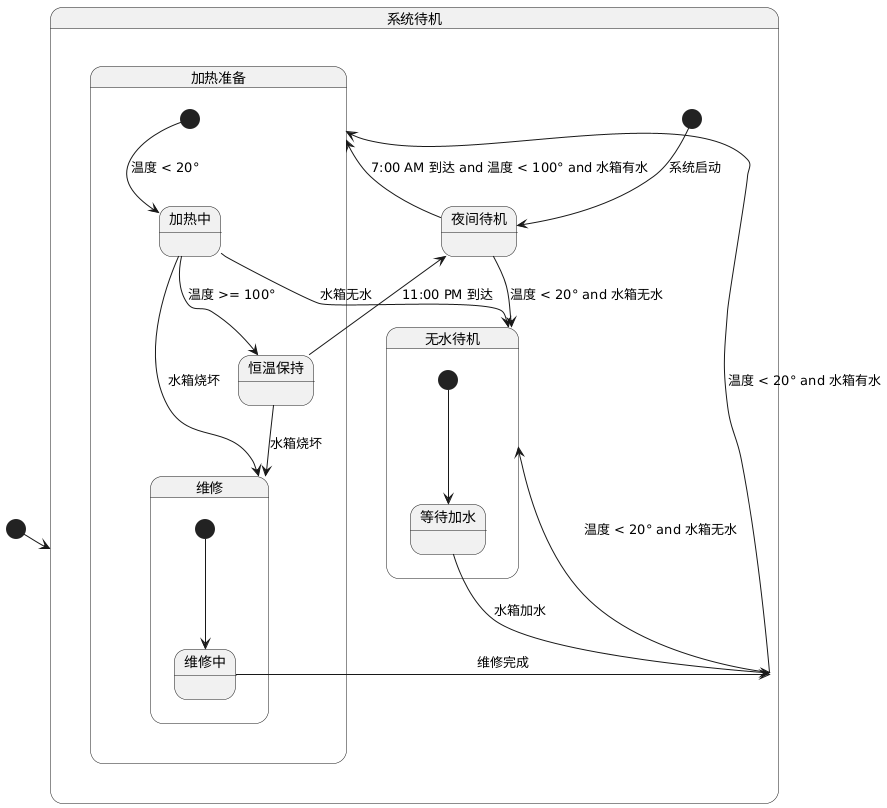 系统待机
加热准备
温度 < 20°
7:00 AM 到达 and 温度 < 100° and 水箱有水
系统启动
加热中
夜间待机
温度 >= 100°
水箱无水
11:00 PM 到达
温度 < 20° and 水箱无水
无水待机
恒温保持
水箱烧坏
温度 < 20° and 水箱有水
水箱烧坏
维修
等待加水
温度 < 20° and 水箱无水
水箱加水
维修中
维修完成